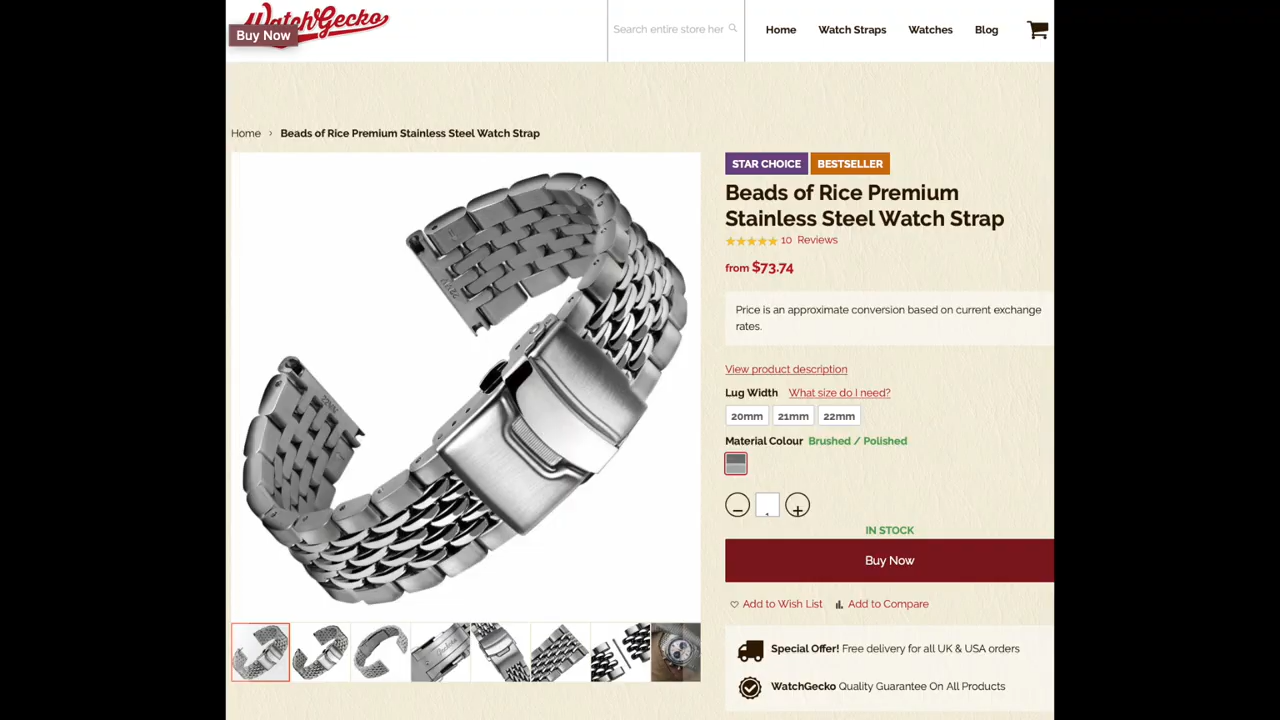 WatchGecko
Buy Now
Search entire store her
Home
Watch Straps
Watches
Blog
Home › Beads of Rice Premium Stainless Steel Watch Strap
STAR CHOICE
BESTSELLER
Beads of Rice Premium
Stainless Steel Watch Strap
10 Reviews
from $73.74
Price is an approximate conversion based on current exchange
rates.
View product description
Lug Width What size do I need?
20mm 21mm 22mm
Material Colour Brushed / Polished
IN STOCK
Buy Now
Add to Wish List
Add to Compare
Special Offer! Free delivery for all UK & USA orders
WatchGecko Quality Guarantee On All Products